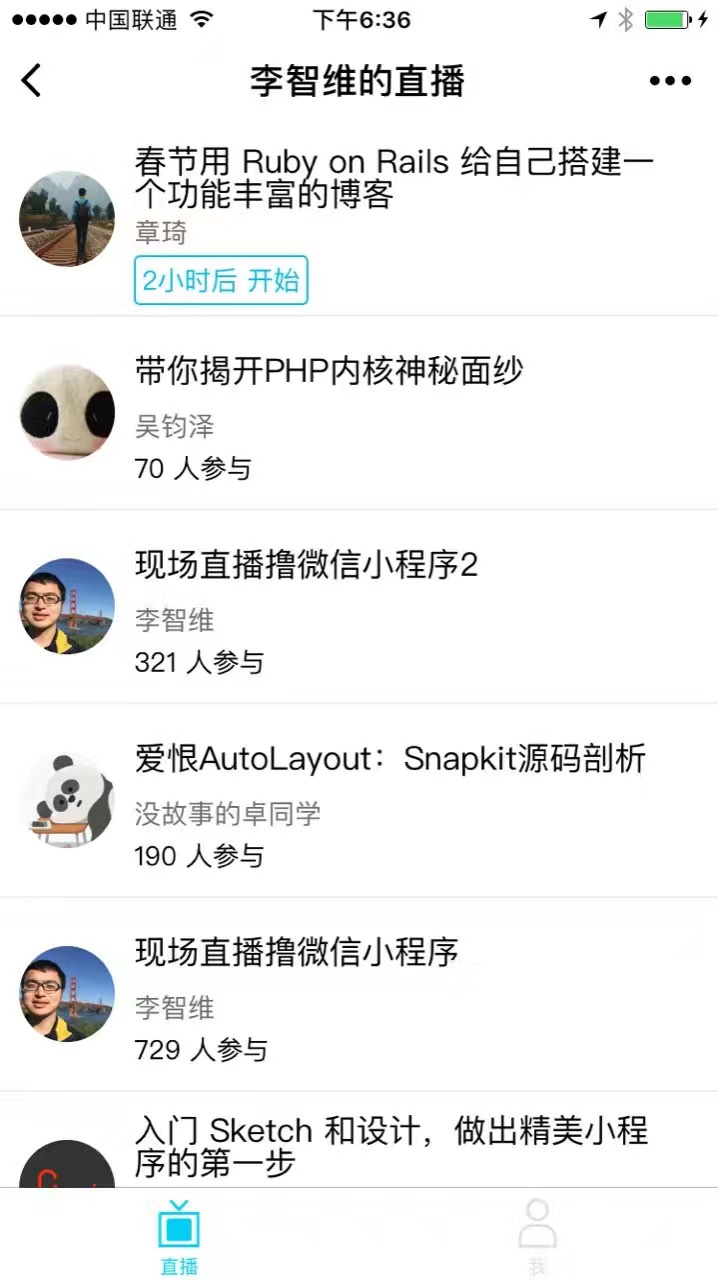 中国联通 下午6:36
李智维的直播
春节用 Ruby on Rails 给自己搭建一
个功能丰富的博客
章琦
2小时后 开始
带你揭开PHP内核神秘面纱
吴钧泽
70 人参与
现场直播撸微信小程序2
李智维
321 人参与
爱恨AutoLayout：Snapkit源码剖析
没故事的卓同学
190 人参与
现场直播撸微信小程序
李智维
729 人参与
入门 Sketch 和设计，做出精美小程
序的第一步
直播 我